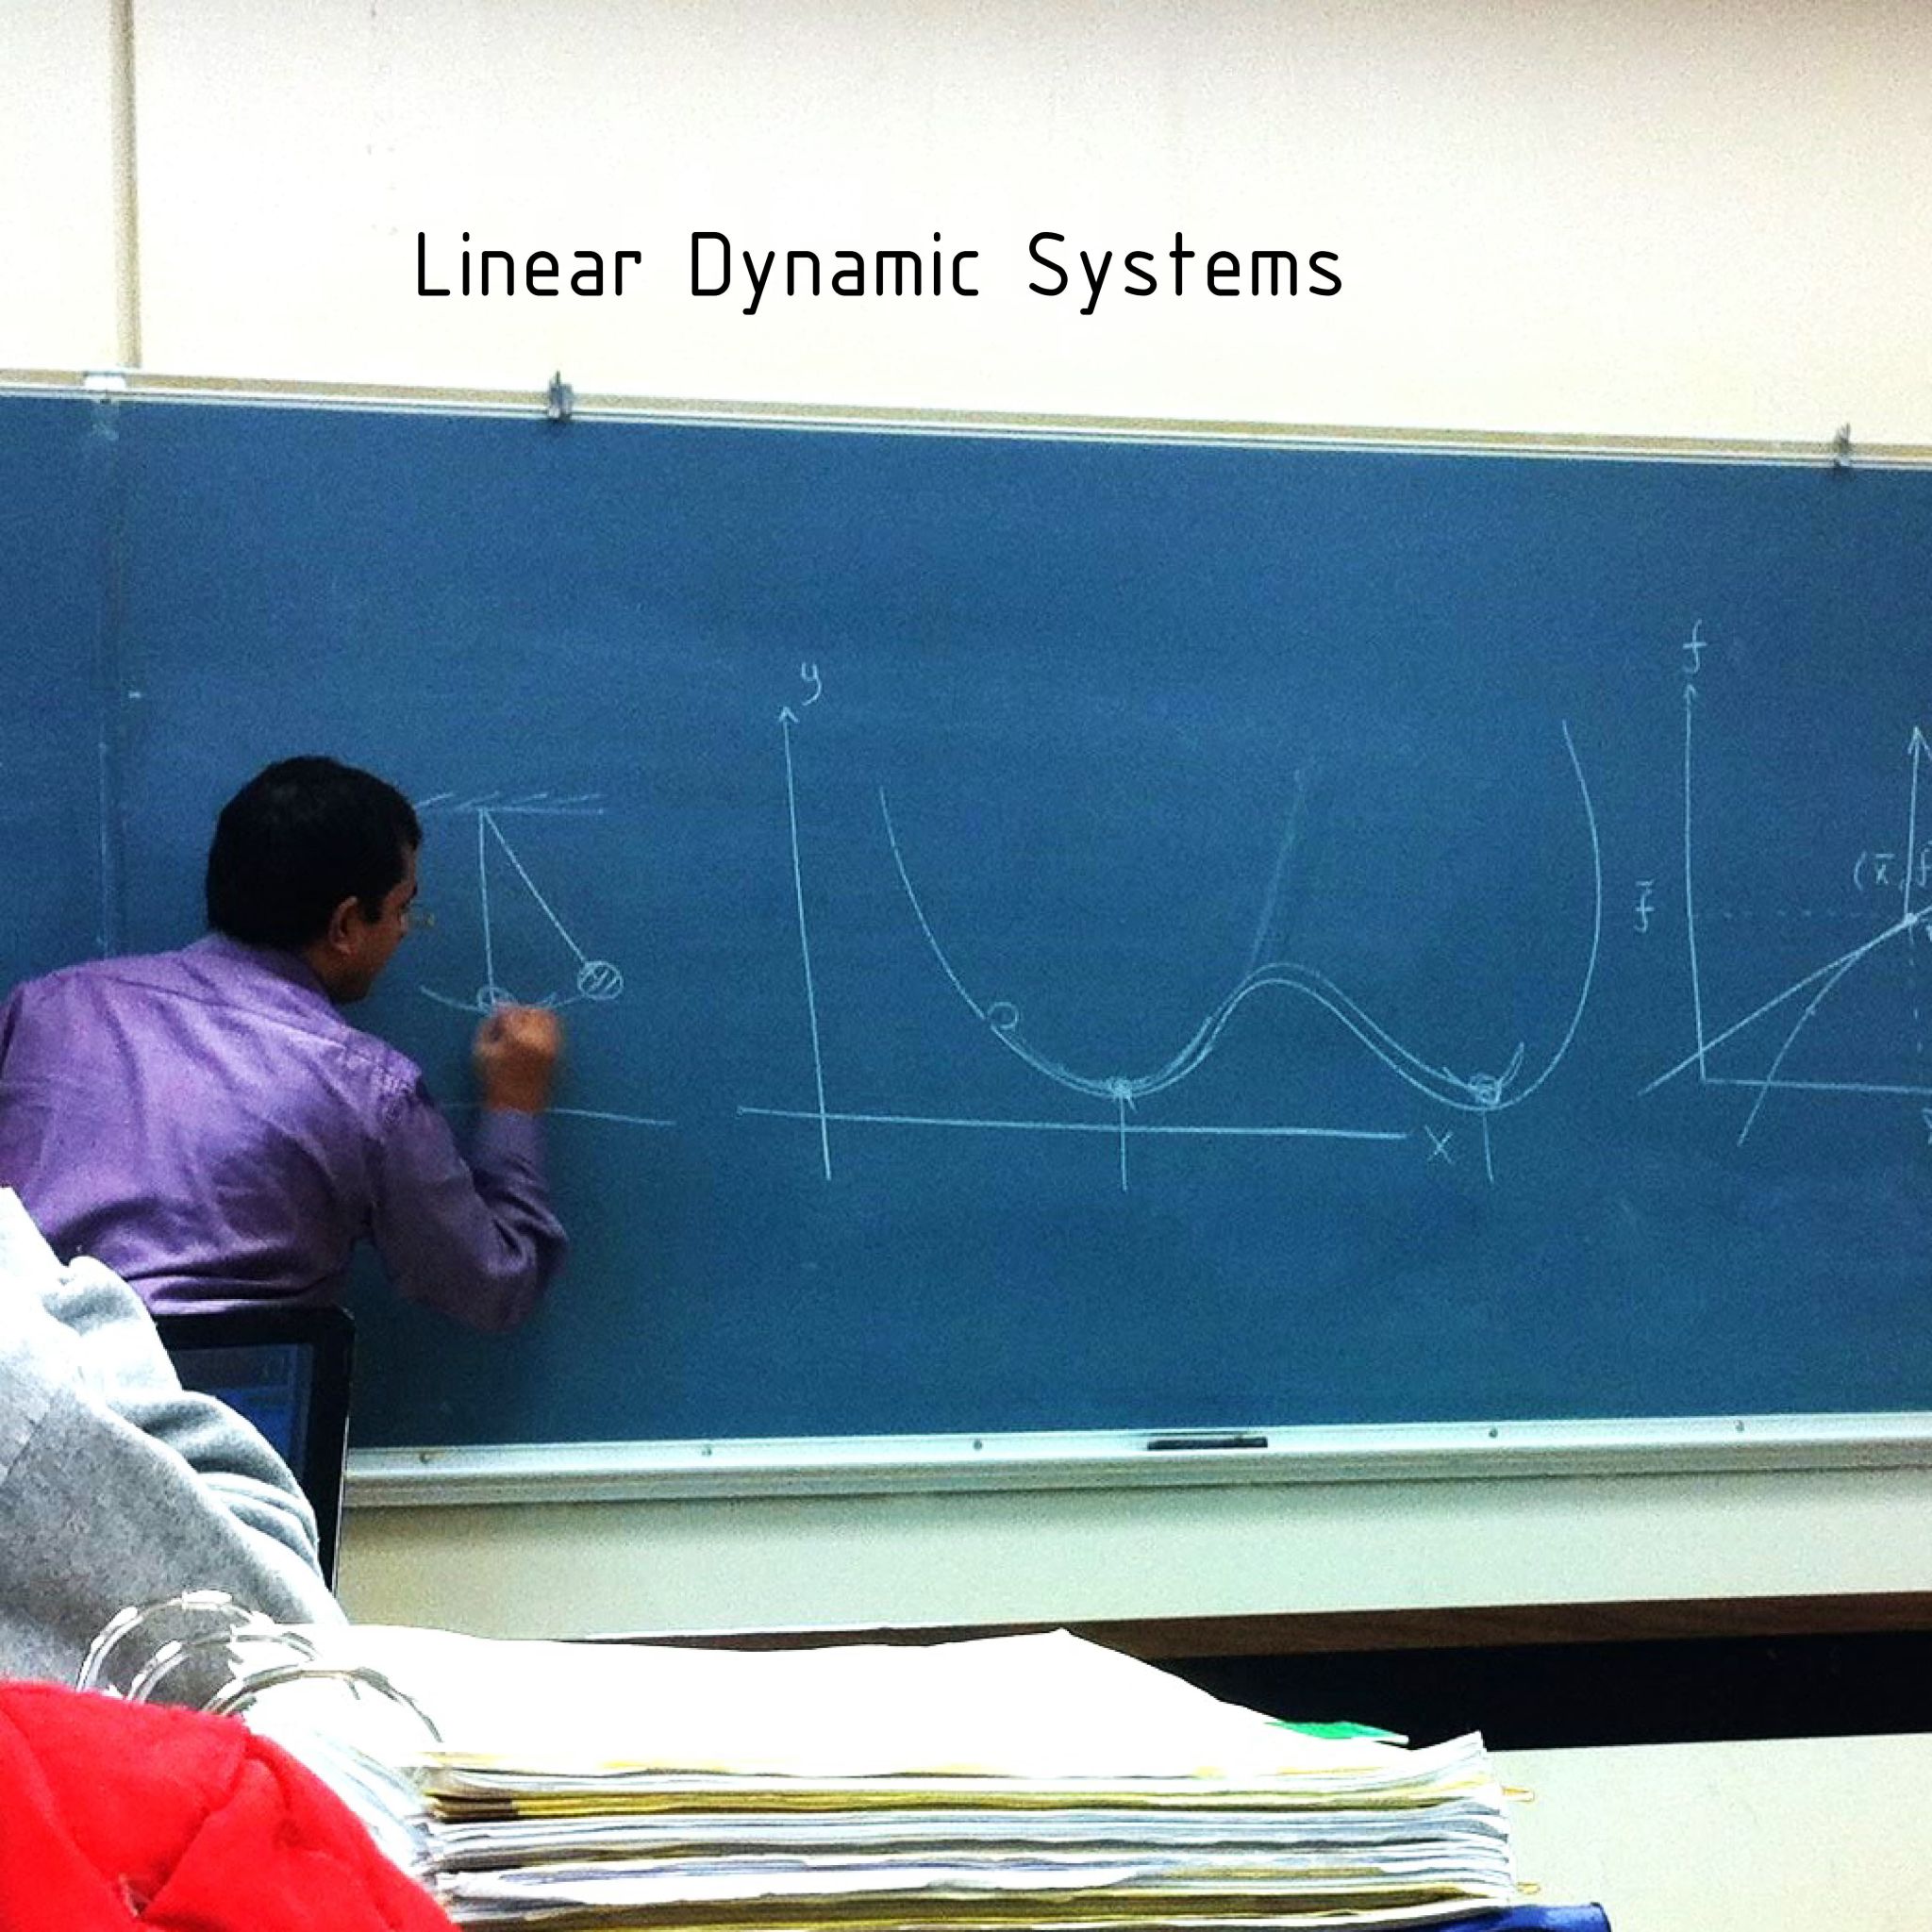 Linear Dynamic Systems
y
x
f
f̄
(x̄, f